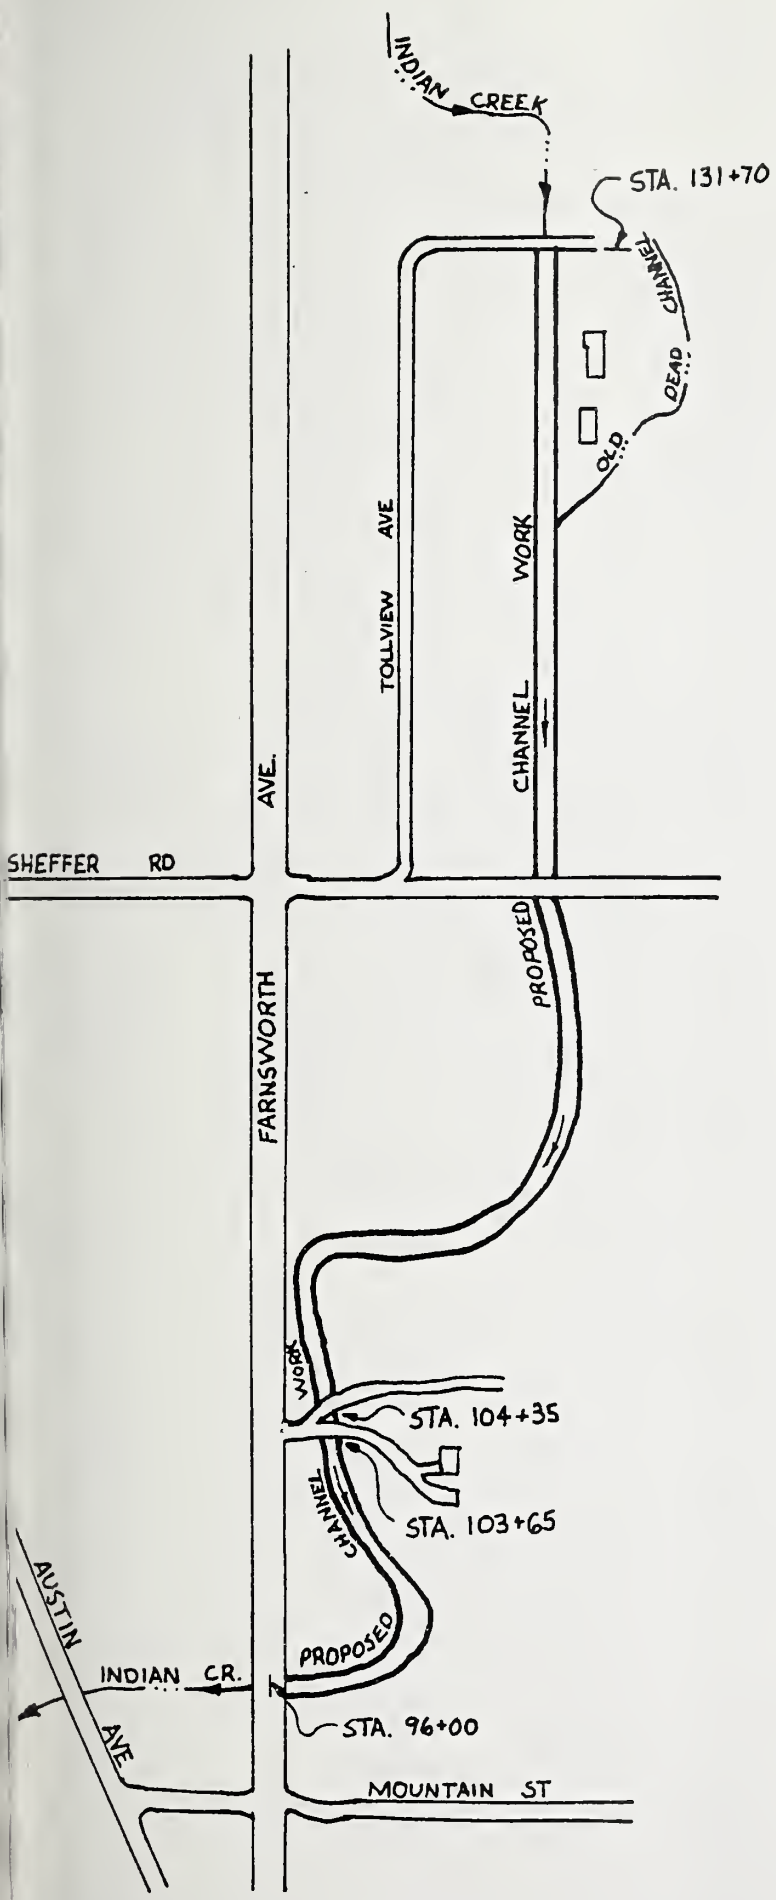 INDIAN CREEK
STA. 131+70
OLD DEAD CHANNEL
TOLLVIEW AVE
CHANNEL WORK
SHEFFER RD
FARNSWORTH AVE.
PROPOSED
WORK
STA. 104+35
CHANNEL
STA. 103+65
PROPOSED
AUSTIN AVE
INDIAN CR.
STA. 96+00
MOUNTAIN ST